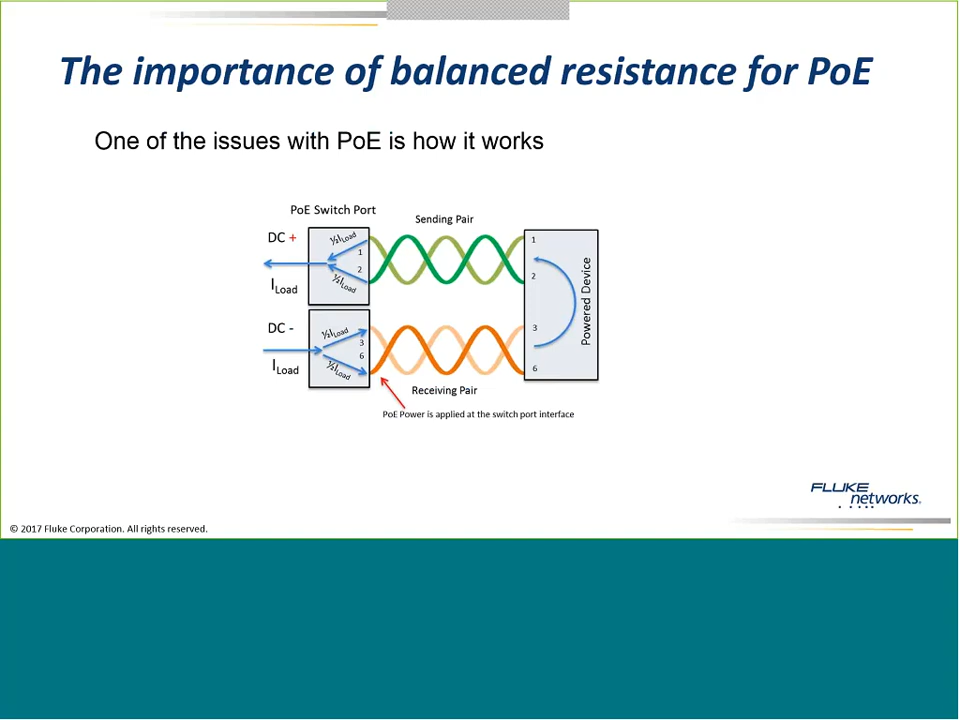 The importance of balanced resistance for PoE
One of the issues with PoE is how it works
PoE Switch Port
Sending Pair
DC +
½I Load
1
2
½I Load
I Load
1
2
Powered Device
DC -
½I Load
3
6
½I Load
I Load
3
6
Receiving Pair
PoE Power is applied at the switch port interface
FLUKE
networks.
© 2017 Fluke Corporation. All rights reserved.